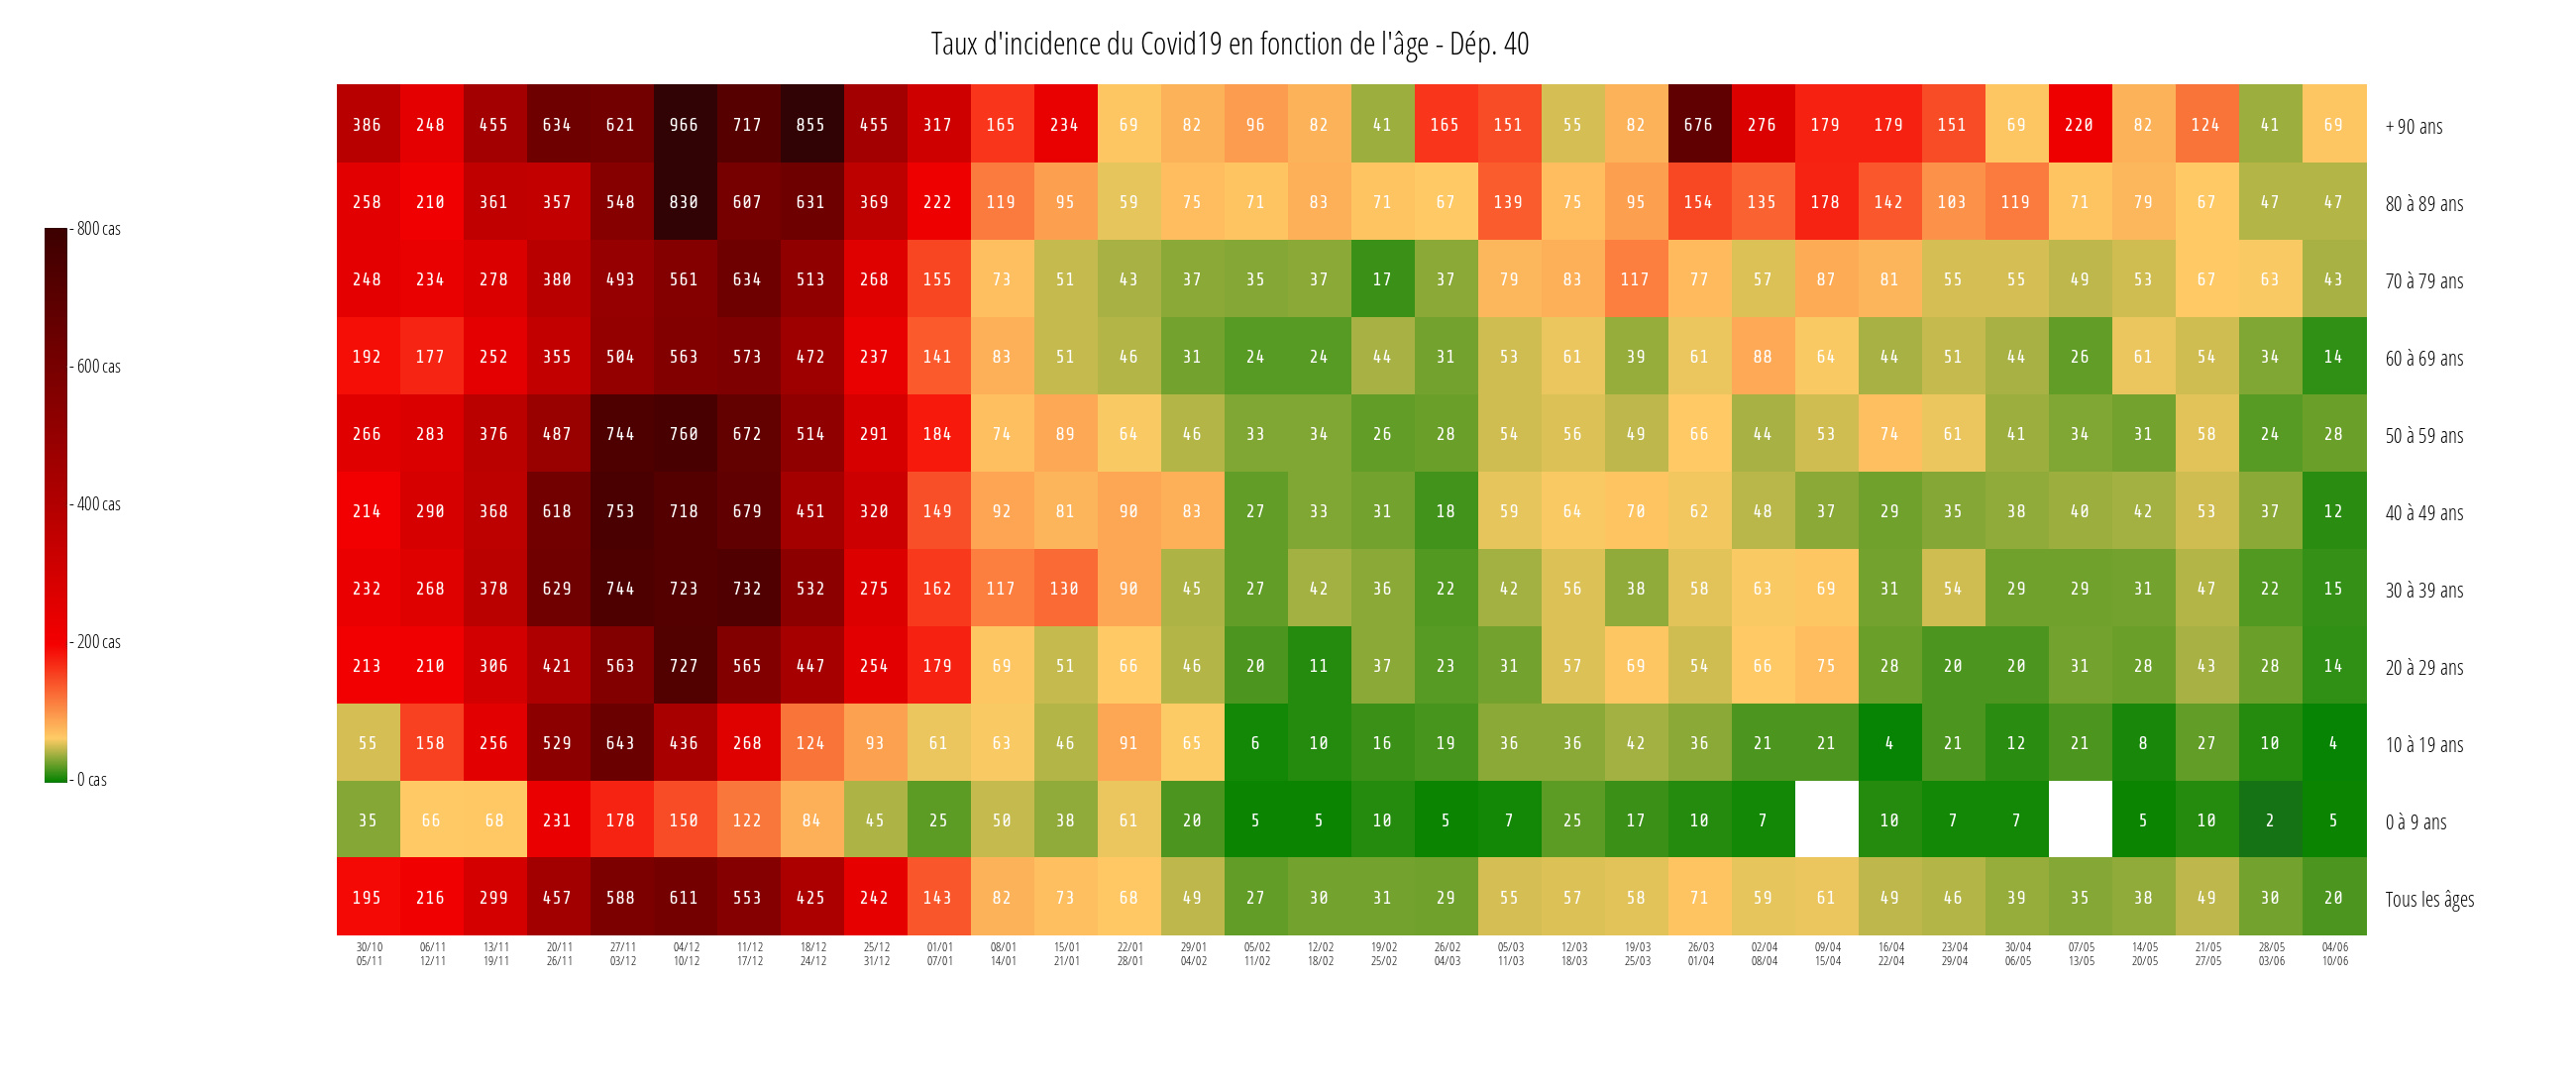 Taux d'incidence du Covid19 en fonction de l'âge - Dép. 40
386 248 455 634 621 966 717 855 455 317 165 234 69 82 96 82 41 165 151 55 82 676 276 179 179 151 69 220 82 124 41 69 + 90 ans
258 210 361 357 548 830 607 631 369 222 119 95 59 75 71 83 71 67 139 75 95 154 135 178 142 103 119 71 79 67 47 47 80 à 89 ans
248 234 278 380 493 561 634 513 268 155 73 51 43 37 35 37 17 37 79 83 117 77 57 87 81 55 55 49 53 67 63 43 70 à 79 ans
192 177 252 355 504 563 573 472 237 141 83 51 46 31 24 24 44 31 53 61 39 61 88 64 44 51 44 26 61 54 34 14 60 à 69 ans
266 283 376 487 744 760 672 514 291 184 74 89 64 46 33 34 26 28 54 56 49 66 44 53 74 61 41 34 31 58 24 28 50 à 59 ans
214 290 368 618 753 718 679 451 320 149 92 81 90 83 27 33 31 18 59 64 70 62 48 37 29 35 38 40 42 53 37 12 40 à 49 ans
232 268 378 629 744 723 732 532 275 162 117 130 90 45 27 42 36 22 42 56 38 58 63 69 31 54 29 29 31 47 22 15 30 à 39 ans
213 210 306 421 563 727 565 447 254 179 69 51 66 46 20 11 37 23 31 57 69 54 66 75 28 20 20 31 28 43 28 14 20 à 29 ans
55 158 256 529 643 436 268 124 93 61 63 46 91 65 6 10 16 19 36 36 42 36 21 21 4 21 12 21 8 27 10 4 10 à 19 ans
35 66 68 231 178 150 122 84 45 25 50 38 61 20 5 5 10 5 7 25 17 10 7 10 7 7 5 10 2 5 0 à 9 ans
195 216 299 457 588 611 553 425 242 143 82 73 68 49 27 30 31 29 55 57 58 71 59 61 49 46 39 35 38 49 30 20 Tous les âges
30/10 06/11 13/11 20/11 27/11 04/12 11/12 18/12 25/12 01/01 08/01 15/01 22/01 29/01 05/02 12/02 19/02 26/02 05/03 12/03 19/03 26/03 02/04 09/04 16/04 23/04 30/04 07/05 14/05 21/05 28/05 04/06
05/11 12/11 19/11 26/11 03/12 10/12 17/12 24/12 31/12 07/01 14/01 21/01 28/01 04/02 11/02 18/02 25/02 04/03 11/03 18/03 25/03 01/04 08/04 15/04 22/04 29/04 06/05 13/05 20/05 27/05 03/06 10/06
- 800 cas
- 600 cas
- 400 cas
- 200 cas
- 0 cas